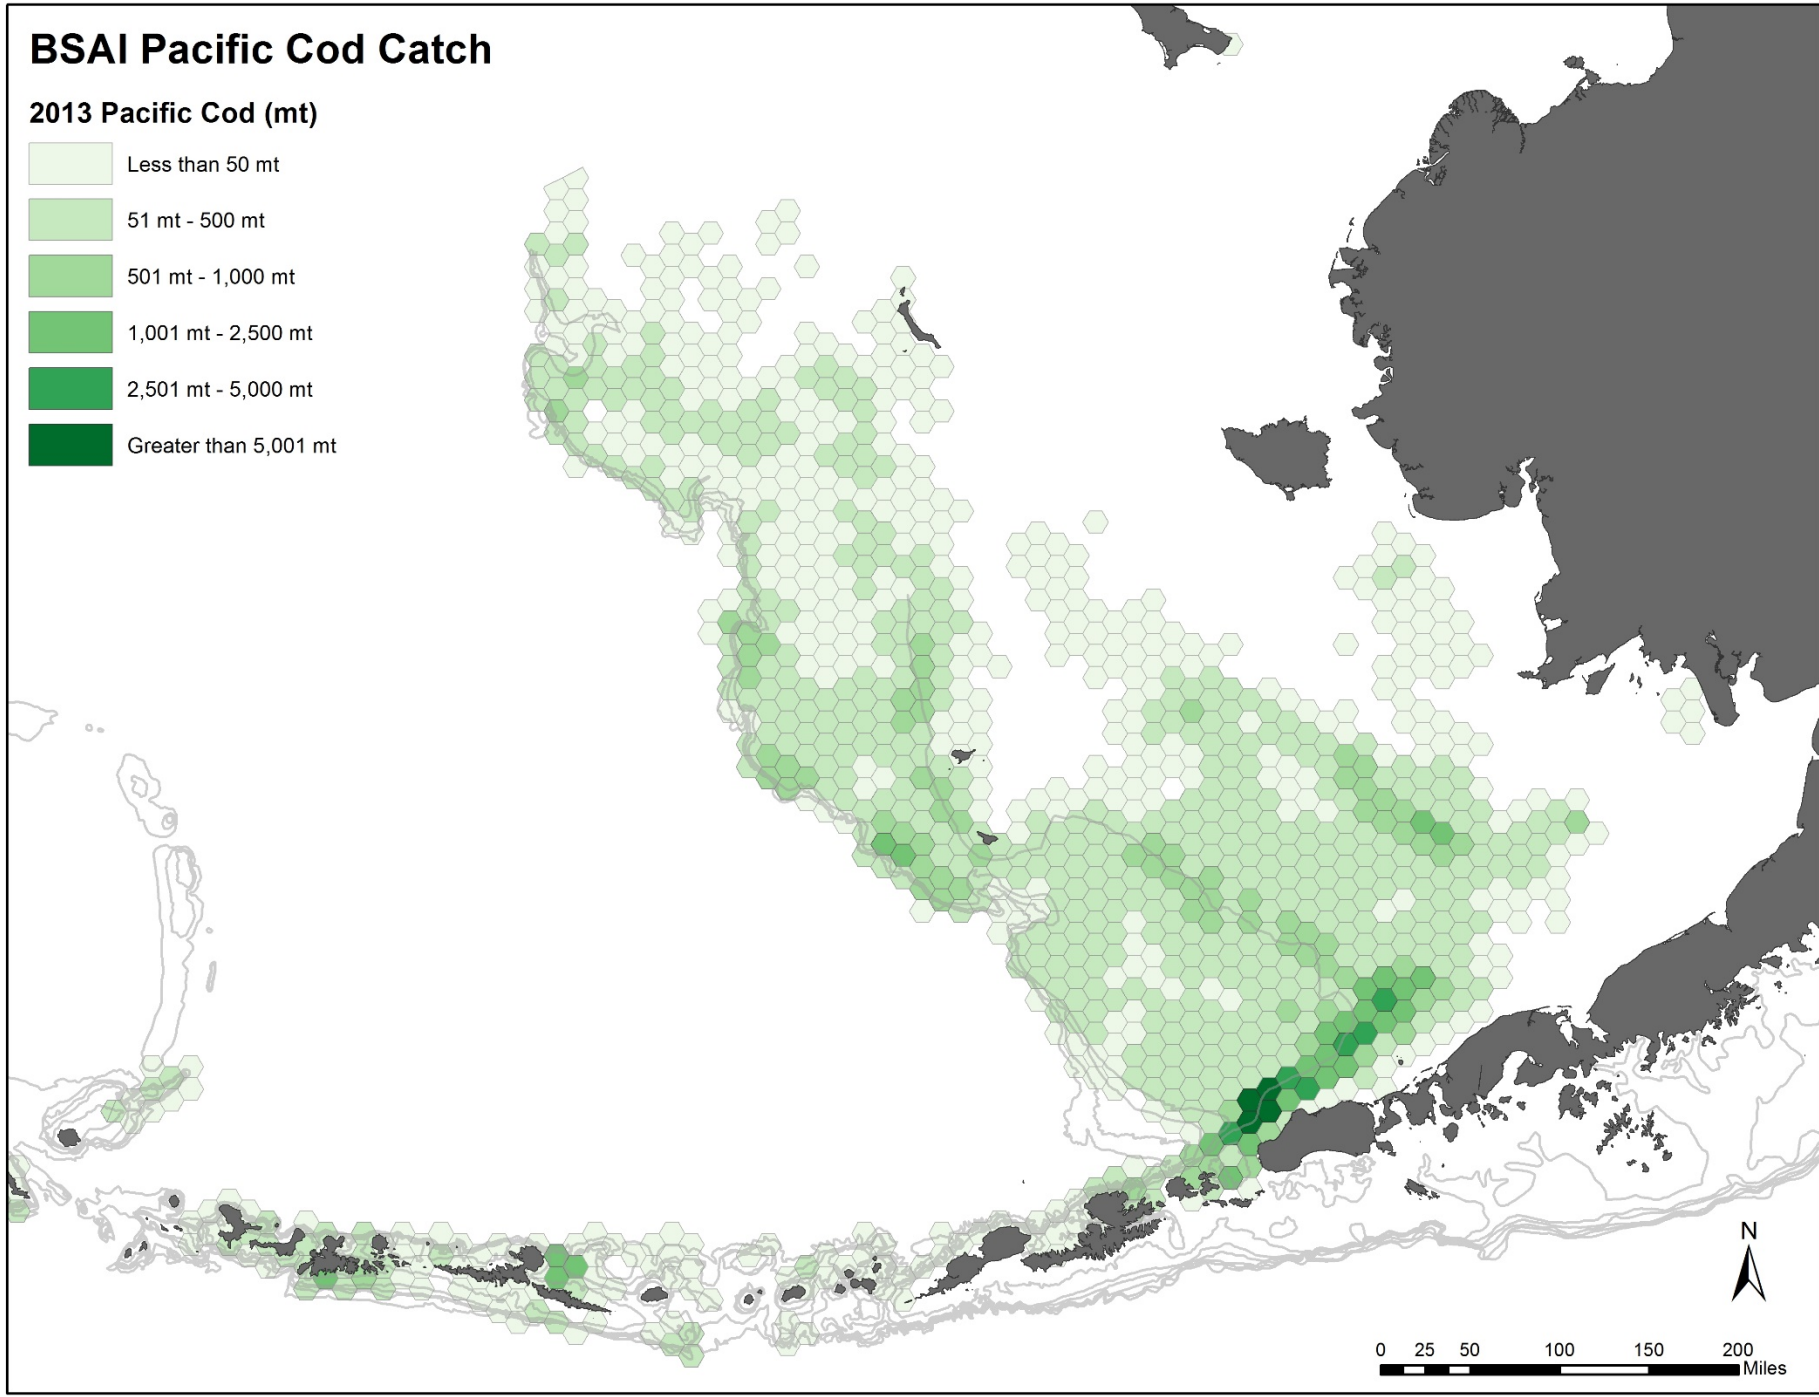 BSAI Pacific Cod Catch
2013 Pacific Cod (mt)
Less than 50 mt
51 mt - 500 mt
501 mt - 1,000 mt
1,001 mt - 2,500 mt
2,501 mt - 5,000 mt
Greater than 5,001 mt
N
0 25 50 100 150 200
Miles